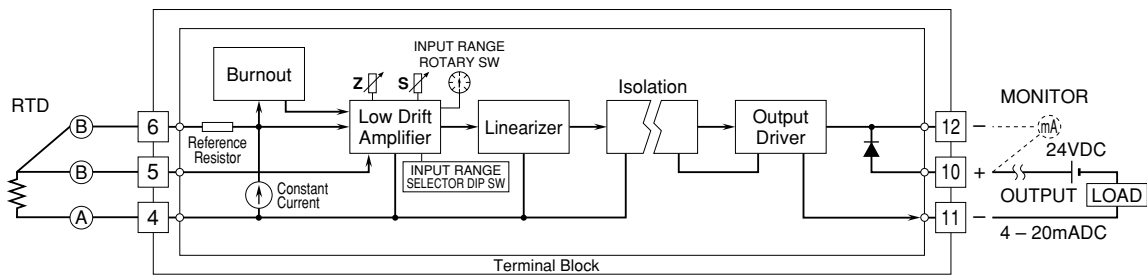 INPUT RANGE
ROTARY SW
Burnout
Z
S
Isolation
RTD
MONITOR
B
6
Reference
Resistor
Low Drift
Amplifier
Linearizer
Output
Driver
12
−
mA
24VDC
B
5
INPUT RANGE
SELECTOR DIP SW
10
+
Constant
Current
OUTPUT
LOAD
A
4
11
−
4 – 20mADC
Terminal Block